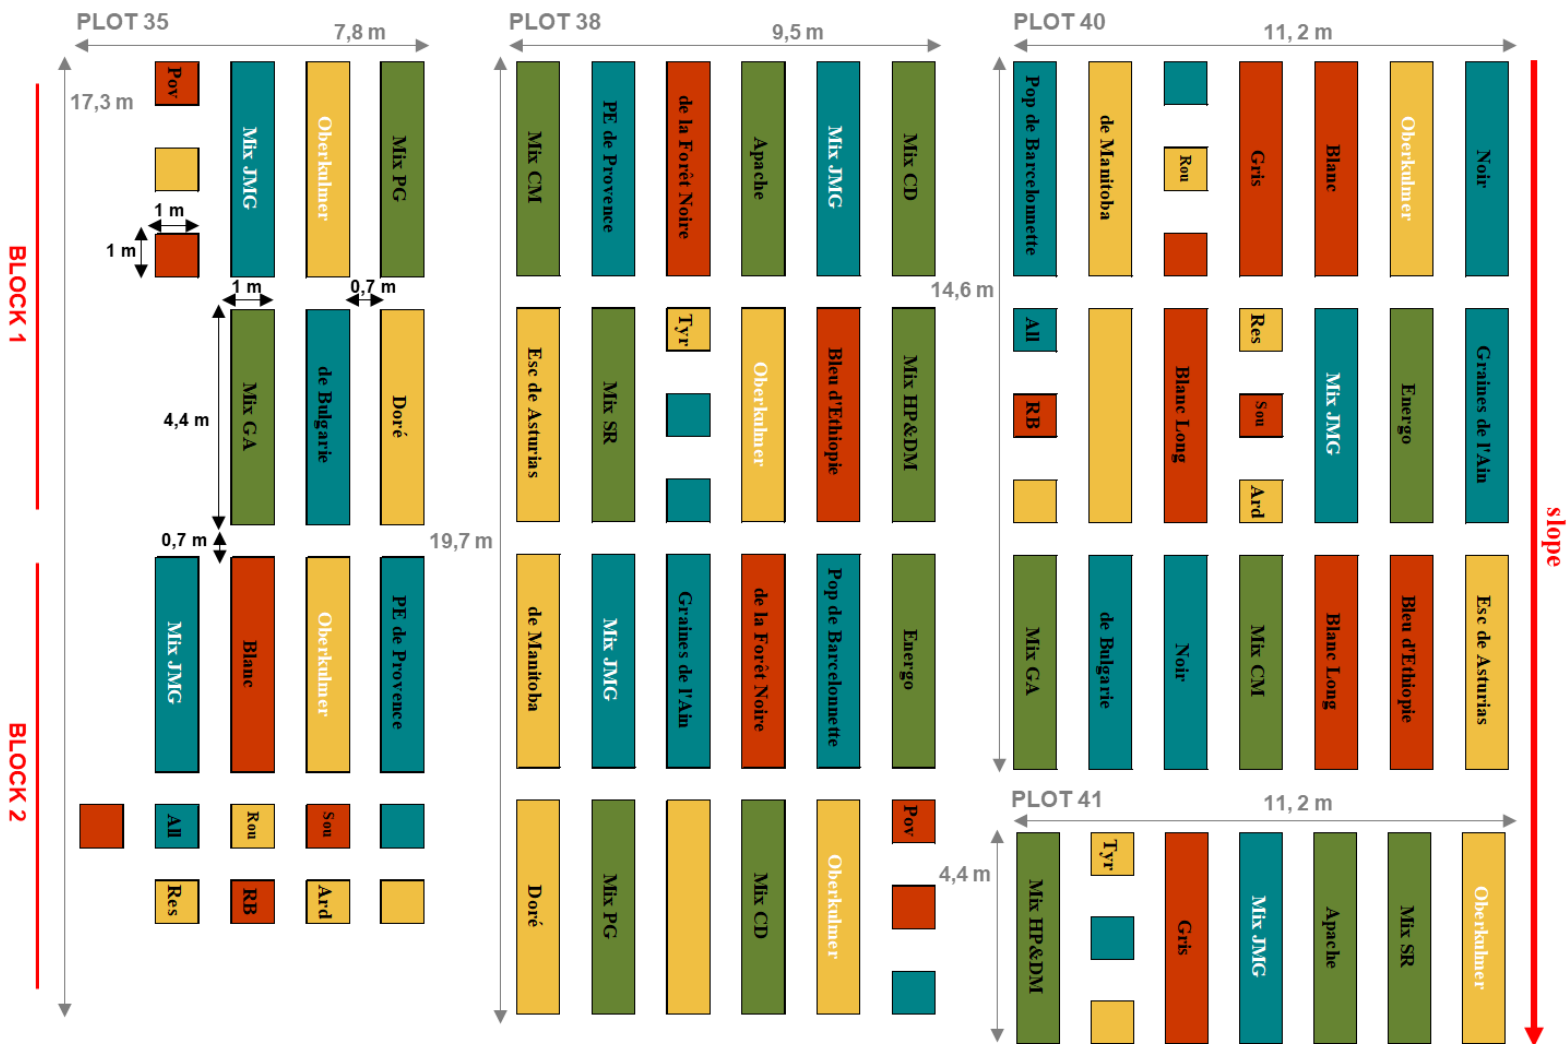 PLOT 35
7,8 m
17,3 m
BLOCK 1
BLOCK 2
Pov
Mix JMG
Oberkulmer
Mix PG
1 m
1 m
1 m
0,7 m
4,4 m
Mix GA
de Bulgarie
Doré
0,7 m
Mix JMG
Blanc
Oberkulmer
PE de Provence
All
Rou
Sou
Res
RB
Ard
PLOT 38
9,5 m
19,7 m
Mix CM
PE de Provence
de la Forêt Noire
Apache
Mix JMG
Mix CD
Esc de Asturias
Mix SR
Tyr
Oberkulmer
Bleu d'Ethiopie
Mix HP&DM
de Manitoba
Mix JMG
Graines de l'Ain
de la Forêt Noire
Pop de Barcelonnette
Energo
Doré
Mix PG
Mix CD
Oberkulmer
Pov
PLOT 40
11, 2 m
14,6 m
Pop de Barcelonnette
de Manitoba
Rou
Gris
Blanc
Oberkulmer
Noir
All
RB
Blanc Long
Res
Sou
Ard
Mix JMG
Energo
Graines de l'Ain
Mix GA
de Bulgarie
Noir
Mix CM
Blanc Long
Bleu d'Ethiopie
Esc de Asturias
PLOT 41
11, 2 m
4,4 m
Mix HP&DM
Tyr
Gris
Mix JMG
Apache
Mix SR
Oberkulmer
slope